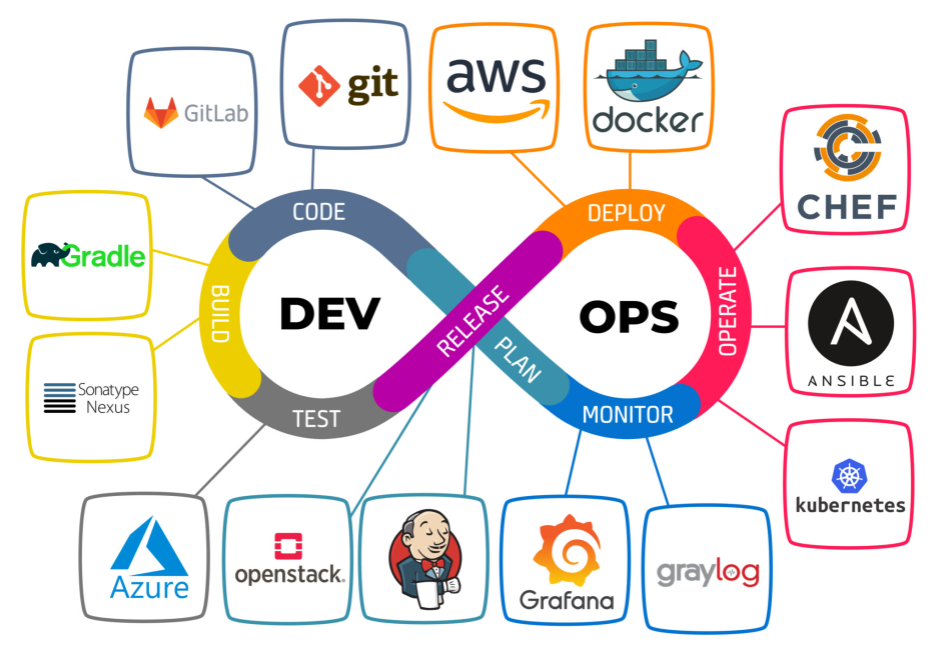 GitLab
git
aws
docker
CHEF
CODE
DEPLOY
Gradle
BUILD
DEV
RELEASE
OPS
OPERATE
ANSIBLE
PLAN
Sonatype
Nexus
TEST
MONITOR
Azure
openstack.
Grafana
graylog
kubernetes